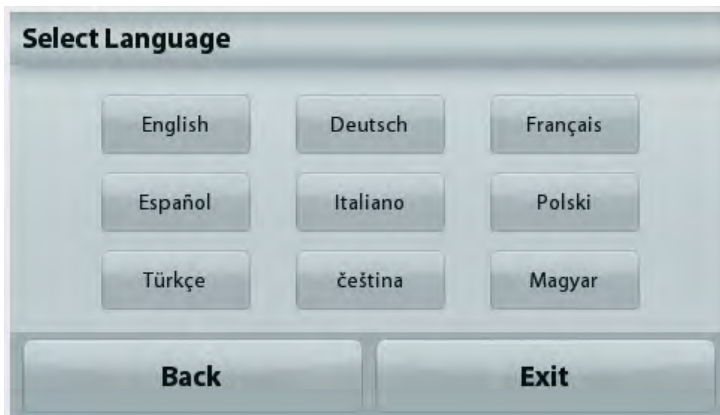 Select Language
English Deutsch Français
Español Italiano Polski
Türkçe čeština Magyar
Back Exit